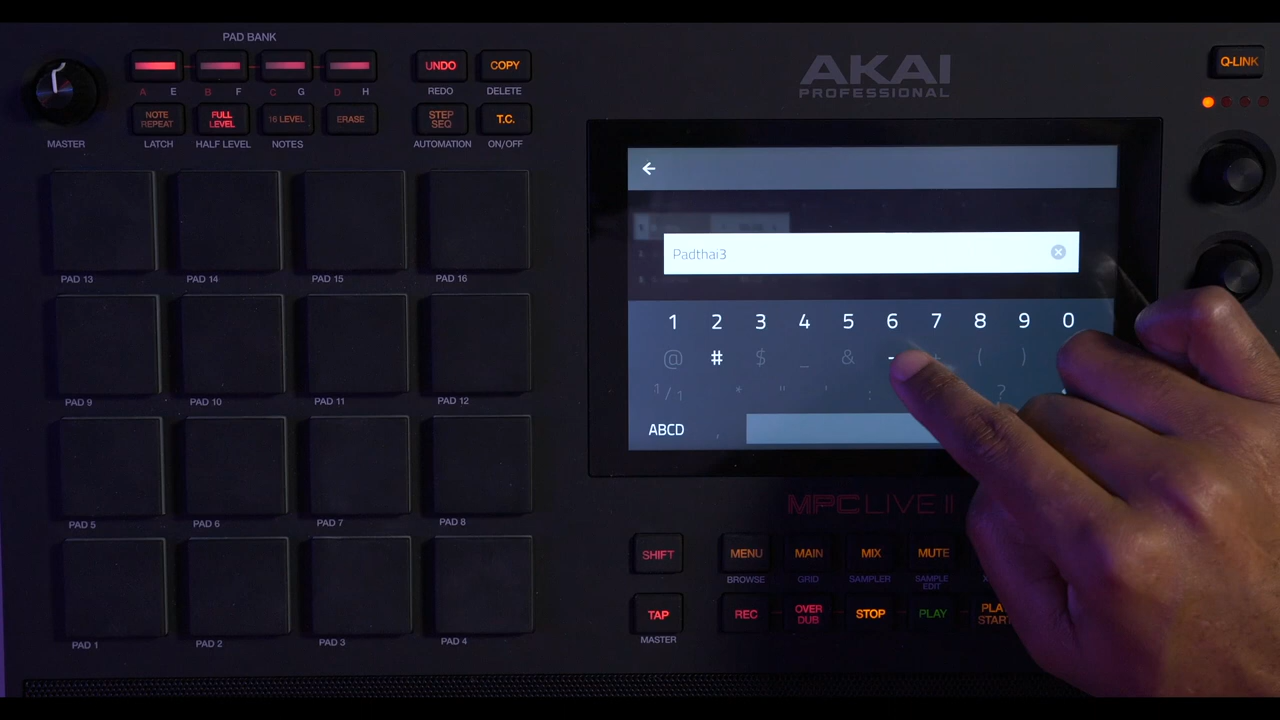 PAD BANK
A E B F C G D H
UNDO
COPY
REDO
DELETE
NOTE REPEAT
FULL LEVEL
16 LEVEL
ERASE
STEP SEQ
T.C.
MASTER
LATCH
HALF LEVEL
NOTES
AUTOMATION
ON/OFF
AKAI
PROFESSIONAL
Q-LINK
←
Padthai3
1 2 3 4 5 6 7 8 9 0
@ # $ _ & - + ( )
1/1 * " ' : ?
ABCD ,
PAD 13
PAD 14
PAD 15
PAD 16
PAD 9
PAD 10
PAD 11
PAD 12
PAD 5
PAD 6
PAD 7
PAD 8
PAD 1
PAD 2
PAD 3
PAD 4
MPC LIVE II
SHIFT
MENU
MAIN
MIX
MUTE
BROWSE
GRID
SAMPLER
SAMPLE EDIT
TAP
REC
OVER DUB
STOP
PLAY
START
MASTER